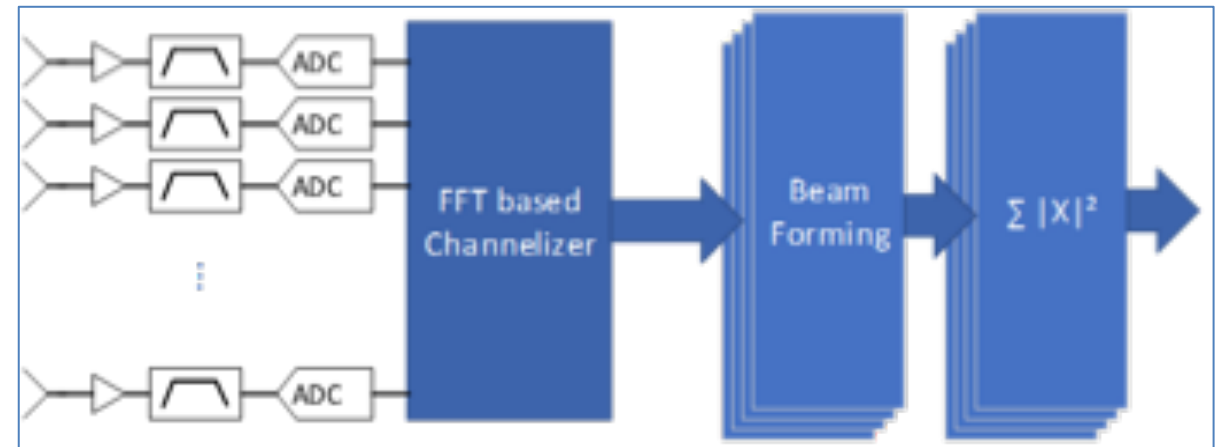 ADC
ADC
ADC
ADC
FFT based
Channelizer
Beam
Forming
∑ |X|²